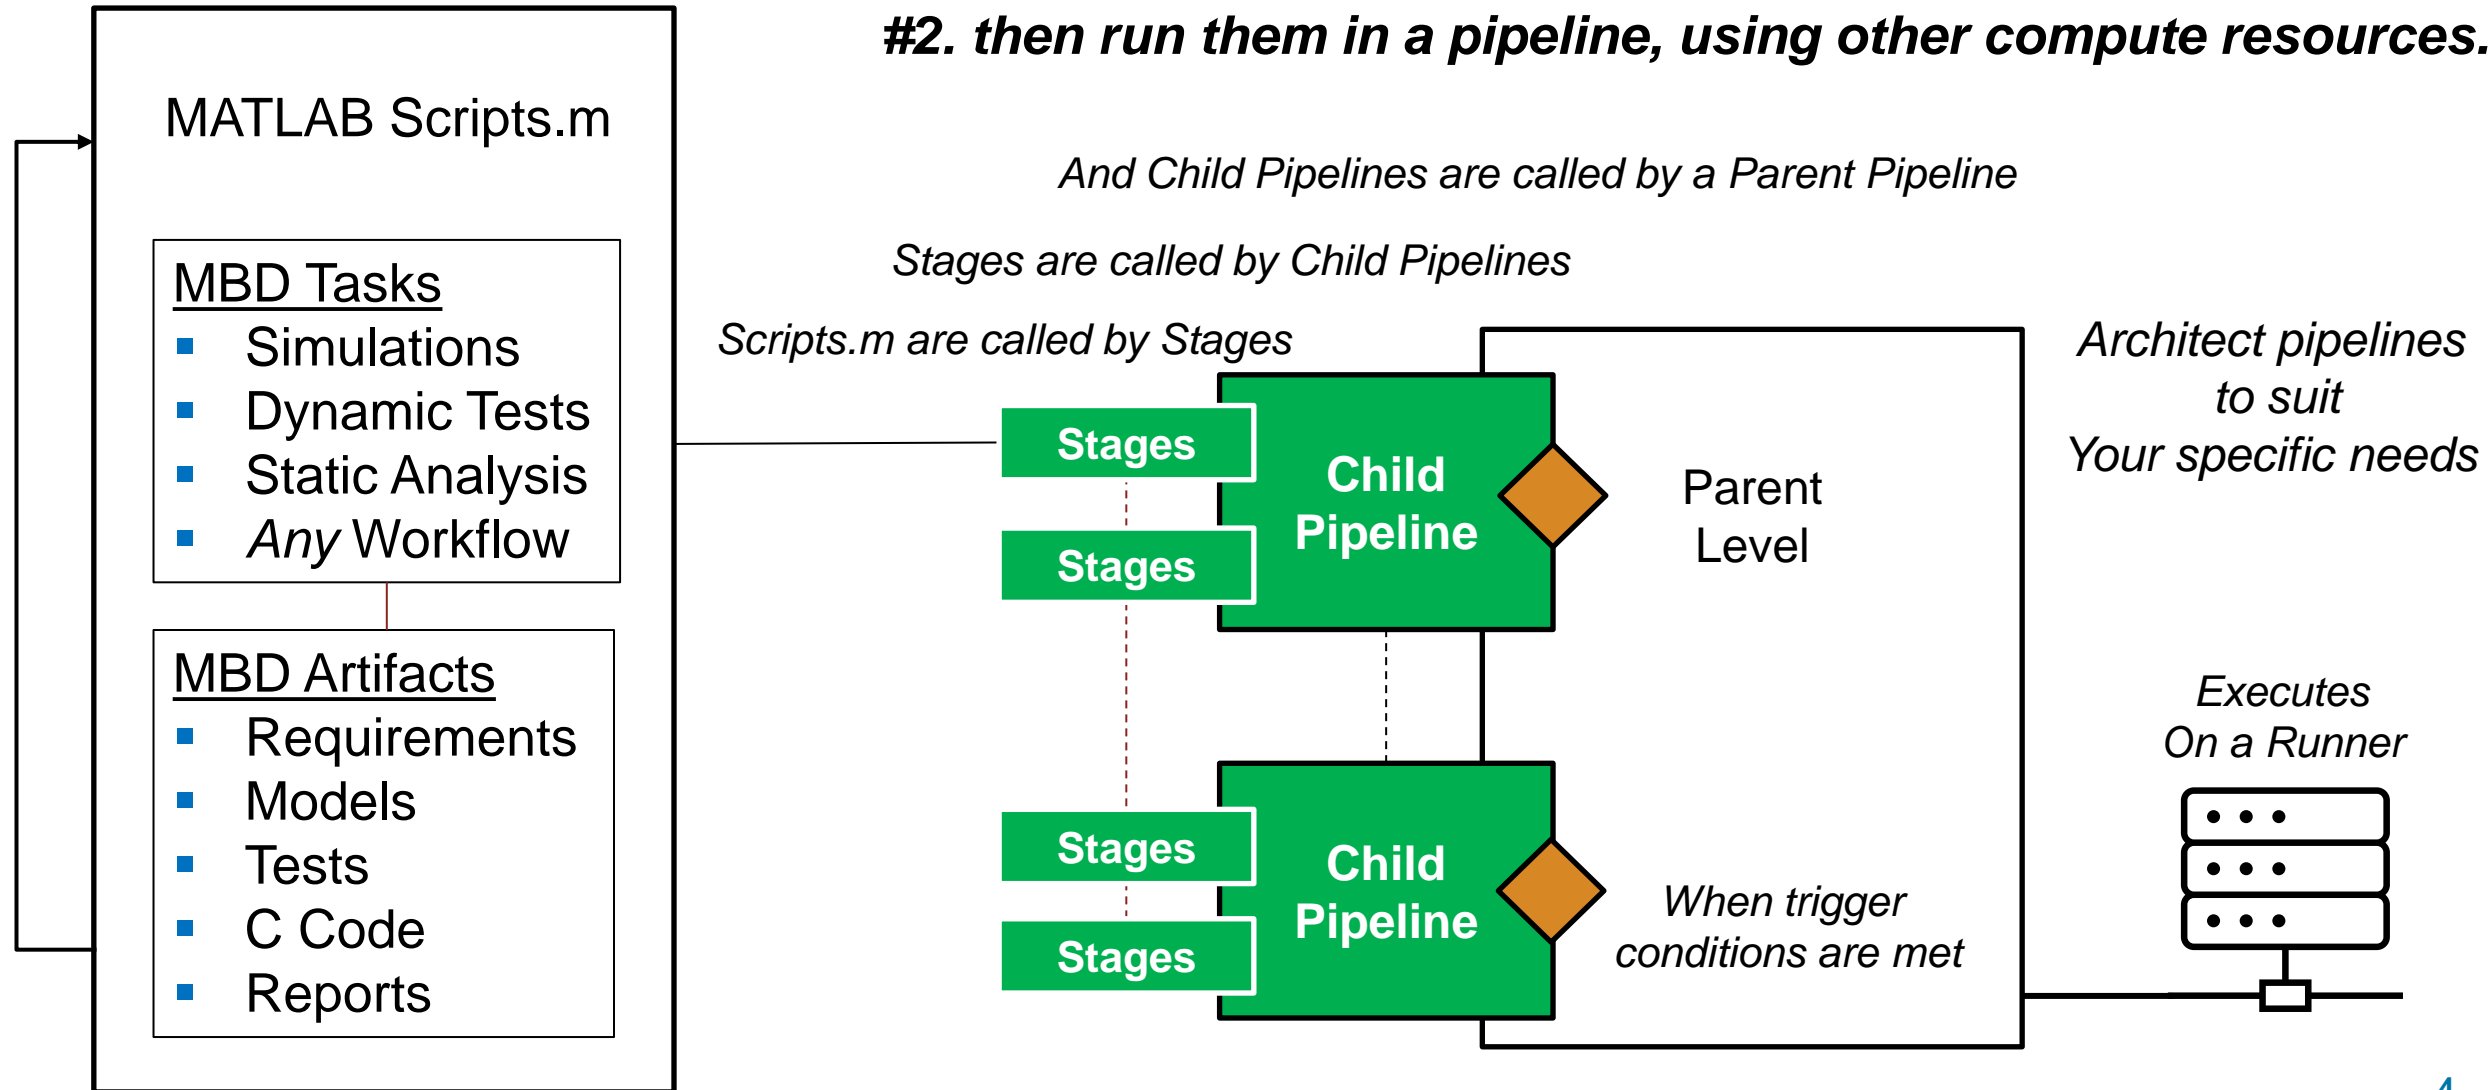 #2. then run them in a pipeline, using other compute resources.
MATLAB Scripts.m
MBD Tasks
▪ Simulations
▪ Dynamic Tests
▪ Static Analysis
▪ Any Workflow
MBD Artifacts
▪ Requirements
▪ Models
▪ Tests
▪ C Code
▪ Reports
And Child Pipelines are called by a Parent Pipeline
Stages are called by Child Pipelines
Scripts.m are called by Stages
Stages
Stages
Child
Pipeline
Parent
Level
Stages
Stages
Child
Pipeline
When trigger
conditions are met
Architect pipelines
to suit
Your specific needs
Executes
On a Runner
4